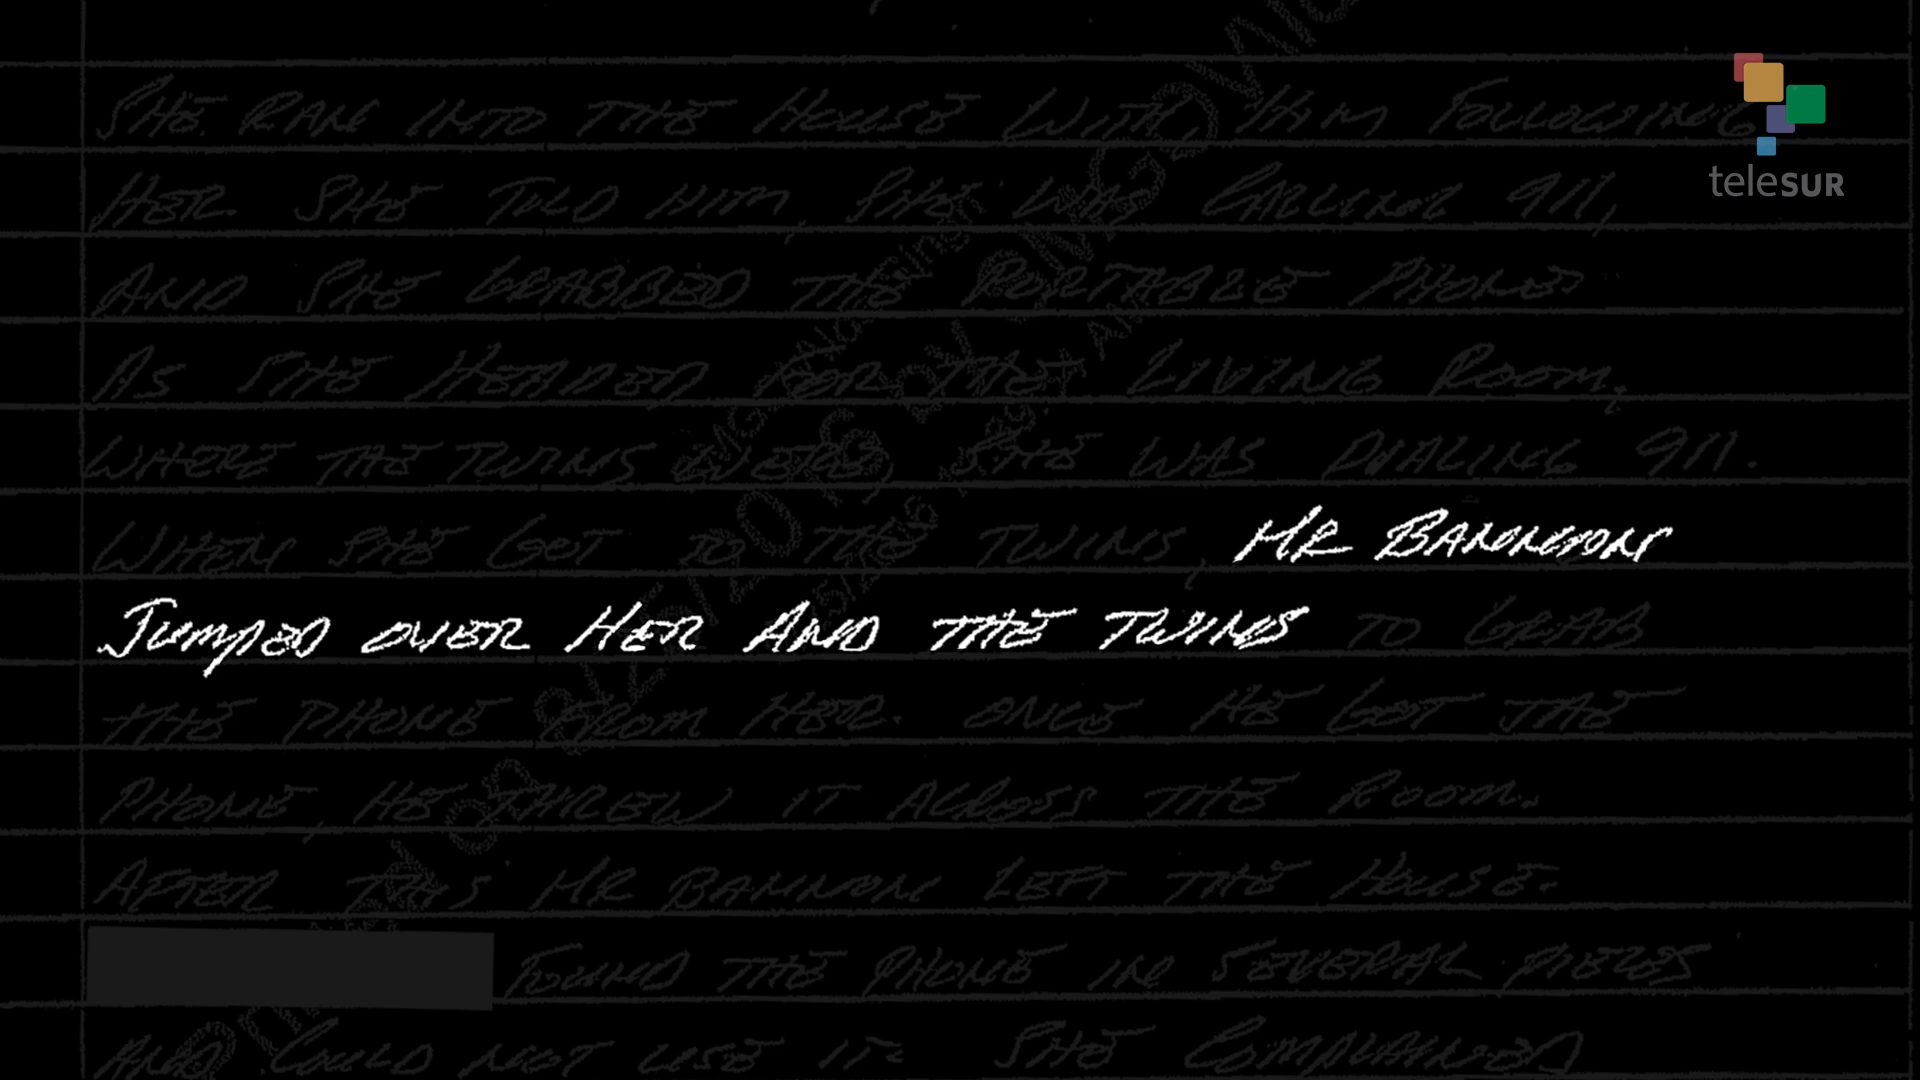 SHE RAN INTO THE HOUSE WITH HIM FOLLOWING
HER. SHE TOLD HIM, SHE WAS CALLING 911,
AND SHE GRABBED THE PORTABLE PHONE
AS SHE HEADED FOR THE LIVING ROOM,
WHERE THE TWINS WERE, SHE WAS DIALING 911.
WHEN SHE GOT TO THE TWINS, MR BANNON
JUMPED OVER HER AND THE TWINS TO GRAB
THE PHONE FROM HER. ONCE HE GOT THE
PHONE, HE THREW IT ACROSS THE ROOM.
AFTER THIS MR BANNON LEFT THE HOUSE.
FOUND THE PHONE IN SEVERAL PIECES
AND COULD NOT USE IT. SHE COMPLAINED
teleSUR